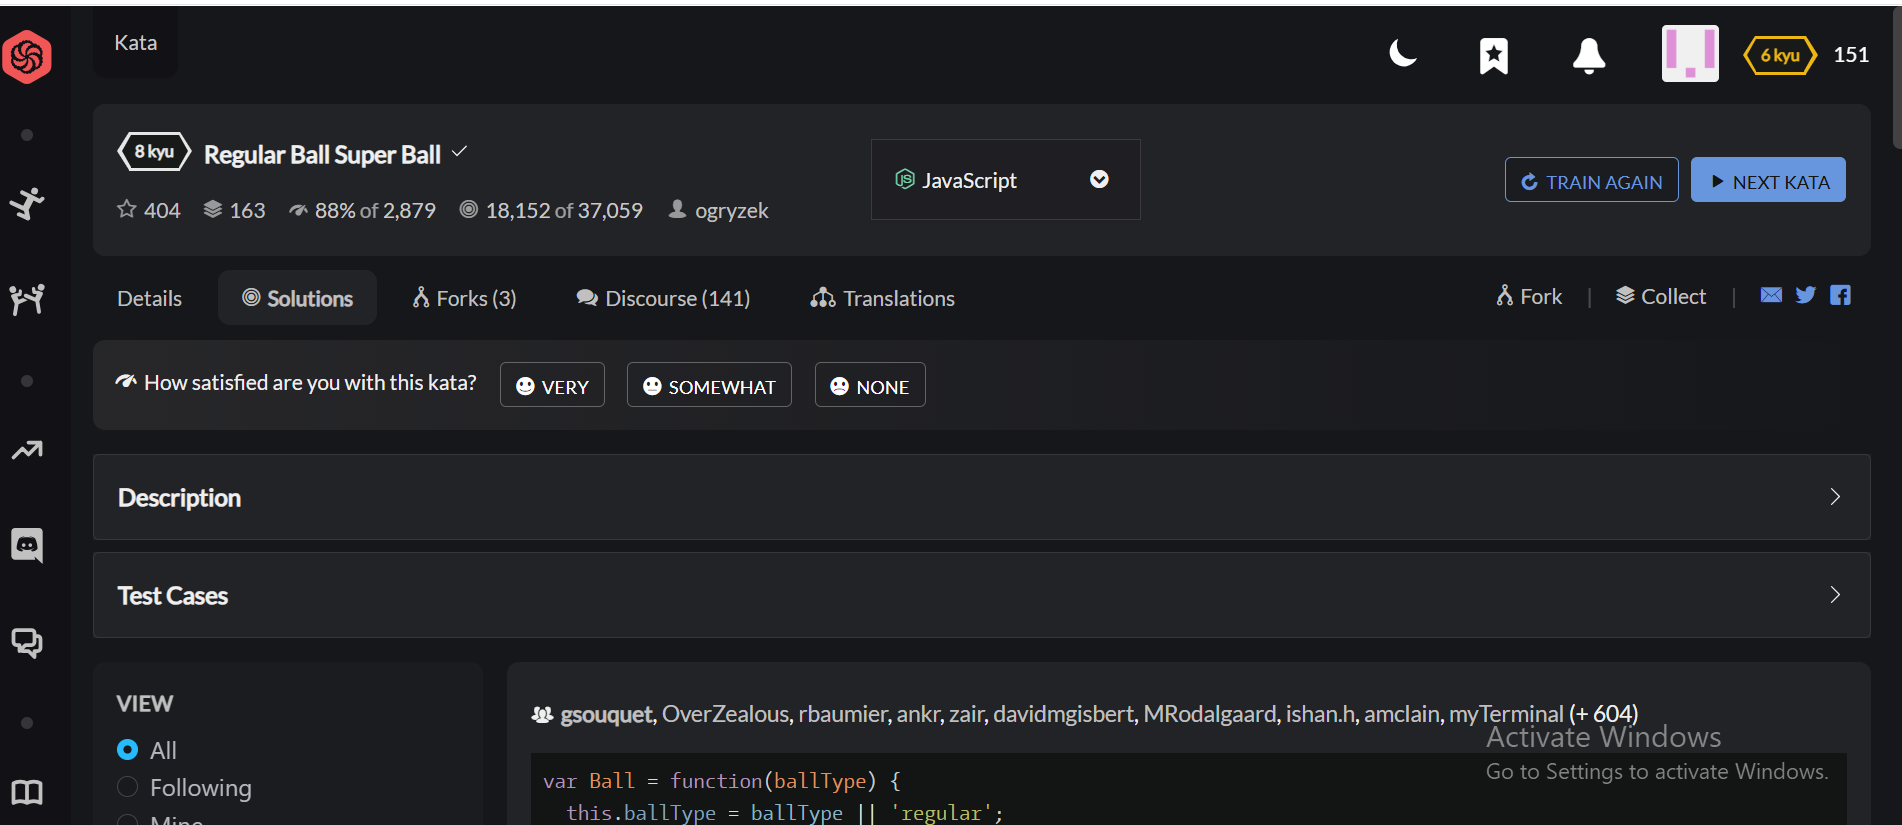 Kata
6 kyu 151
8 kyu Regular Ball Super Ball
JavaScript
TRAIN AGAIN NEXT KATA
404 163 88% of 2,879 18,152 of 37,059 ogryzek
Details Solutions Forks (3) Discourse (141) Translations Fork | Collect |
How satisfied are you with this kata? VERY SOMEWHAT NONE
Description
Test Cases
VIEW
All
Following
Mine
gsouquet, OverZealous, rbaumier, ankr, zair, davidmgisbert, MRodalgaard, ishan.h, amclain, myTerminal (+ 604)
var Ball = function(ballType) {
this.ballType = ballType || 'regular';
Activate Windows
Go to Settings to activate Windows.